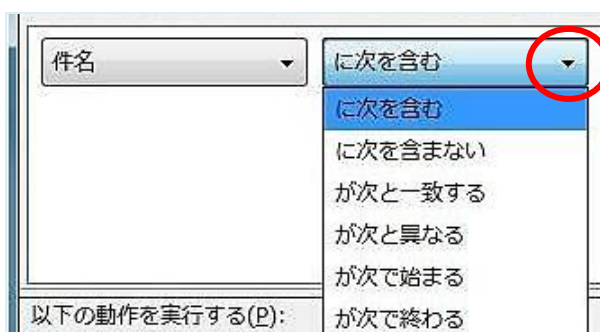 件名
に次を含む
に次を含む
に次を含まない
が次と一致する
が次と異なる
が次で始まる
以下の動作を実行する(P):
が次で終わる